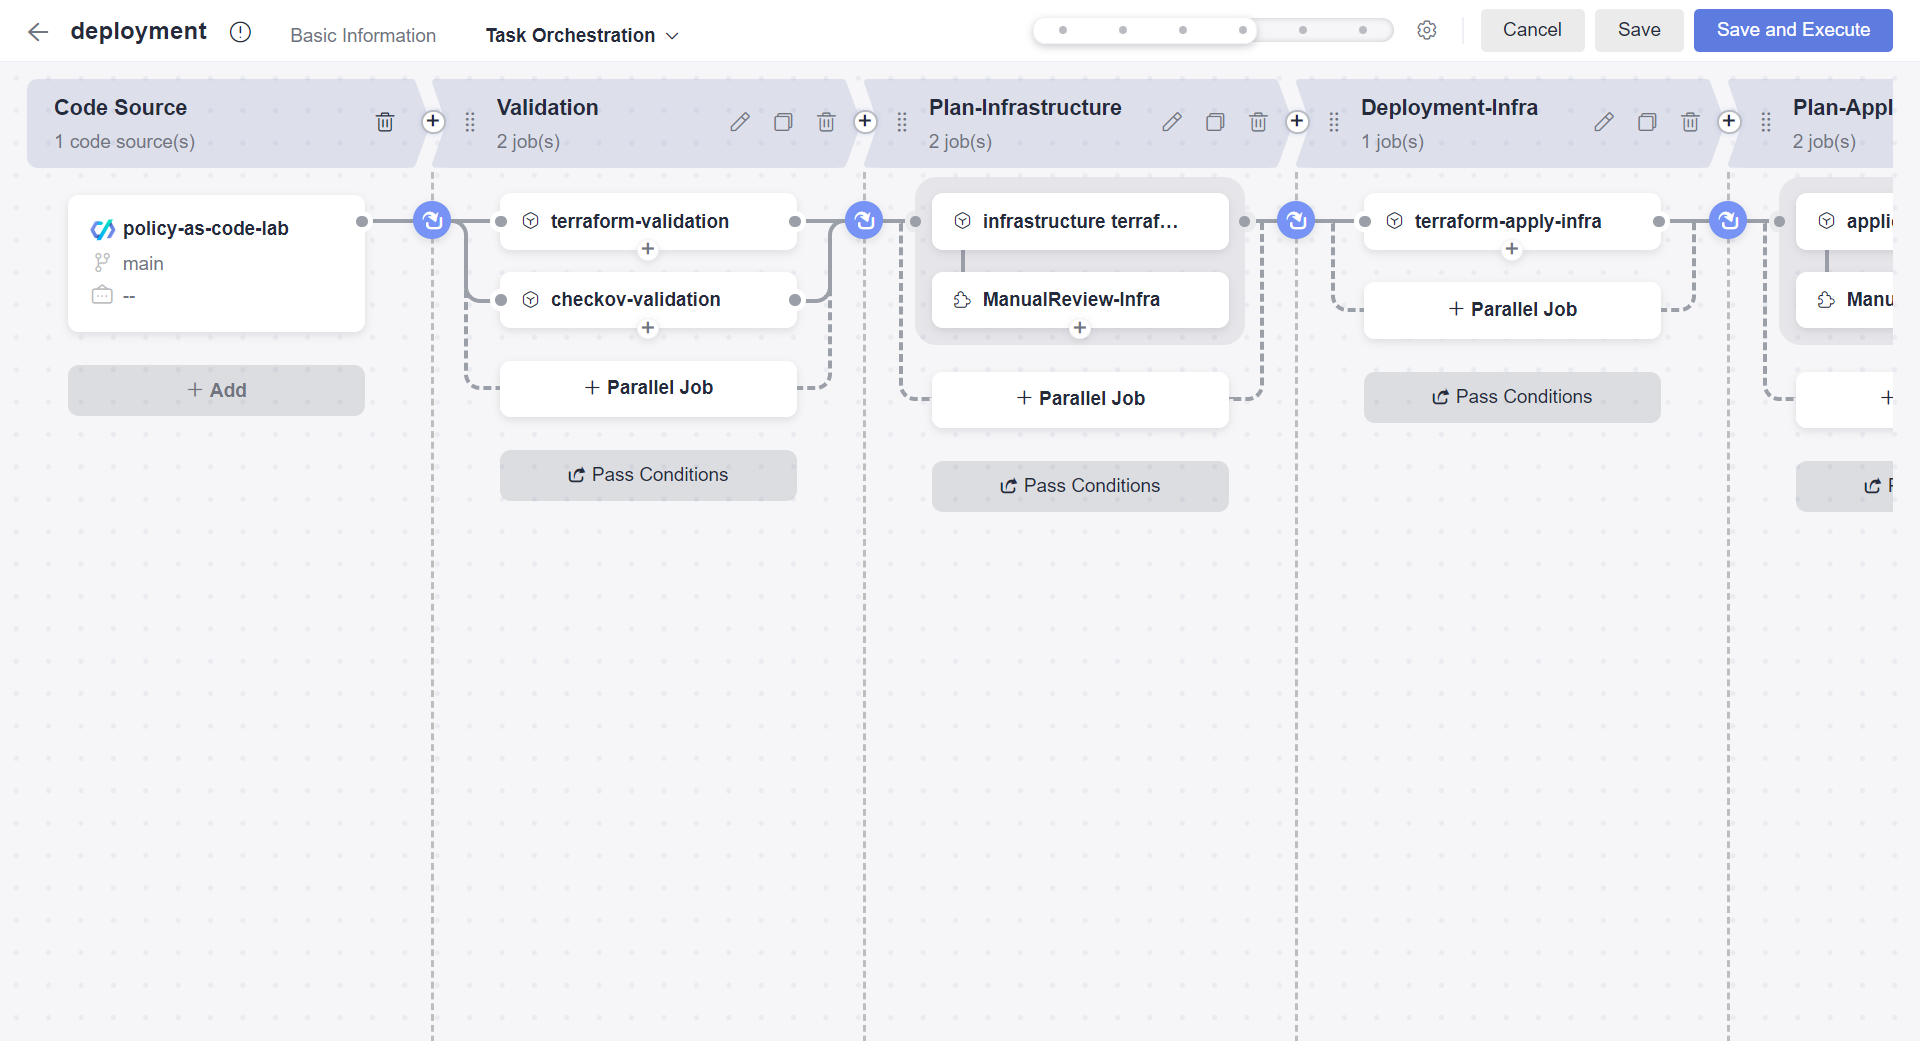 deployment
Basic Information
Task Orchestration
Cancel
Save
Save and Execute
Code Source
1 code source(s)
Validation
2 job(s)
Plan-Infrastructure
2 job(s)
Deployment-Infra
1 job(s)
Plan-Appl
2 job(s)
policy-as-code-lab
main
--
+ Add
terraform-validation
+
checkov-validation
+
+ Parallel Job
Pass Conditions
infrastructure terraf...
ManualReview-Infra
+
+ Parallel Job
Pass Conditions
terraform-apply-infra
+
+ Parallel Job
Pass Conditions
applic
Manu
+